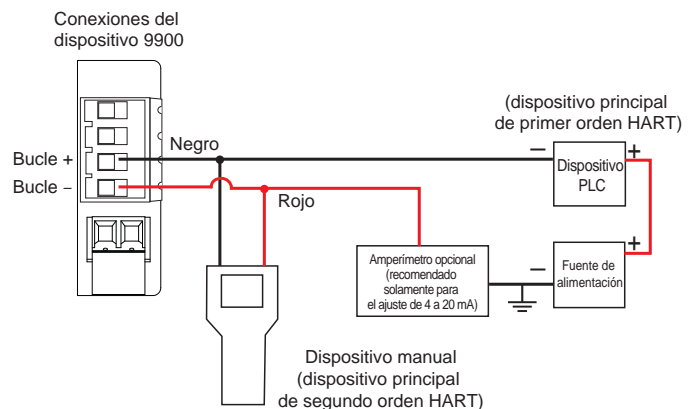 Conexiones del
dispositivo 9900
(dispositivo principal
de primer orden HART)
Negro
Bucle +
Bucle –
Rojo
–
+
Dispositivo
PLC
Amperímetro opcional
(recomendado
solamente para
el ajuste de 4 a 20 mA)
–
+
Fuente de
alimentación
Dispositivo manual
(dispositivo principal
de segundo orden HART)